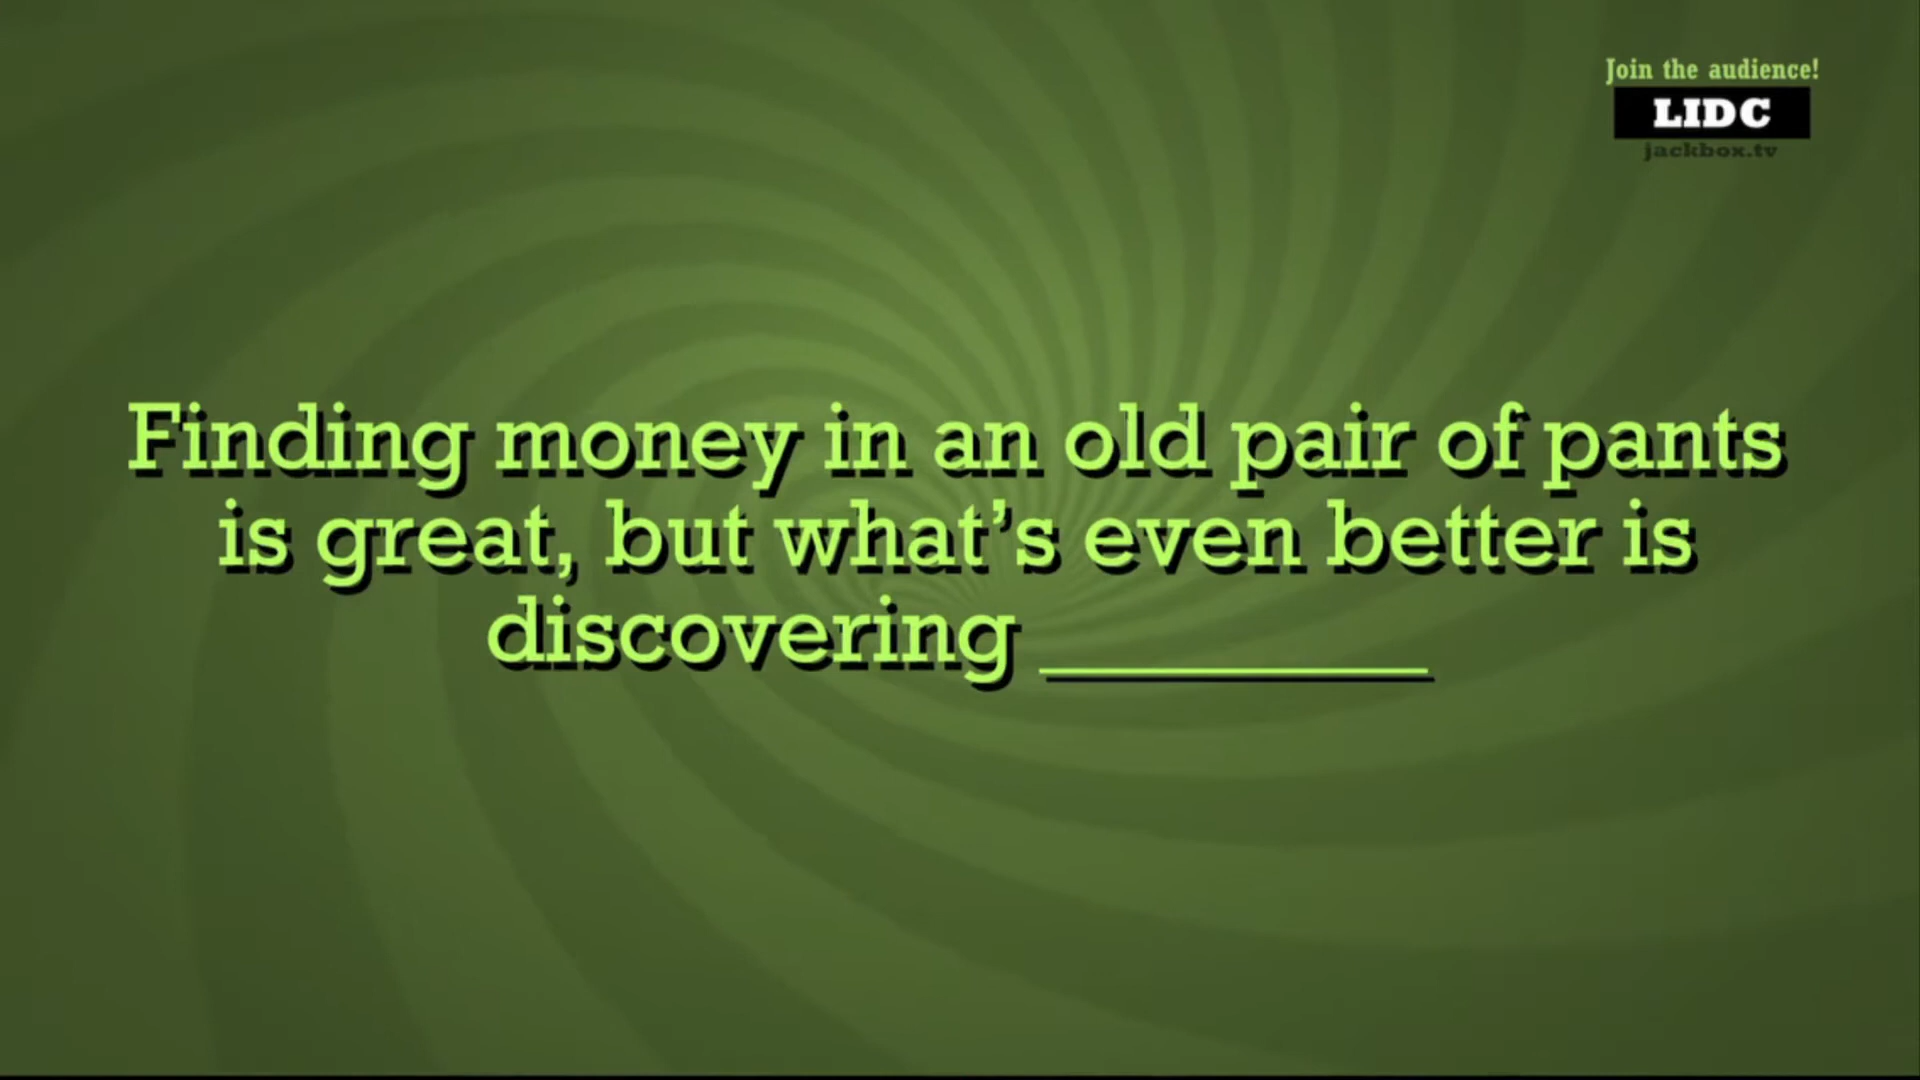 Join the audience!
LIDC
jackbox.tv
Finding money in an old pair of pants
is great, but what’s even better is
discovering __________